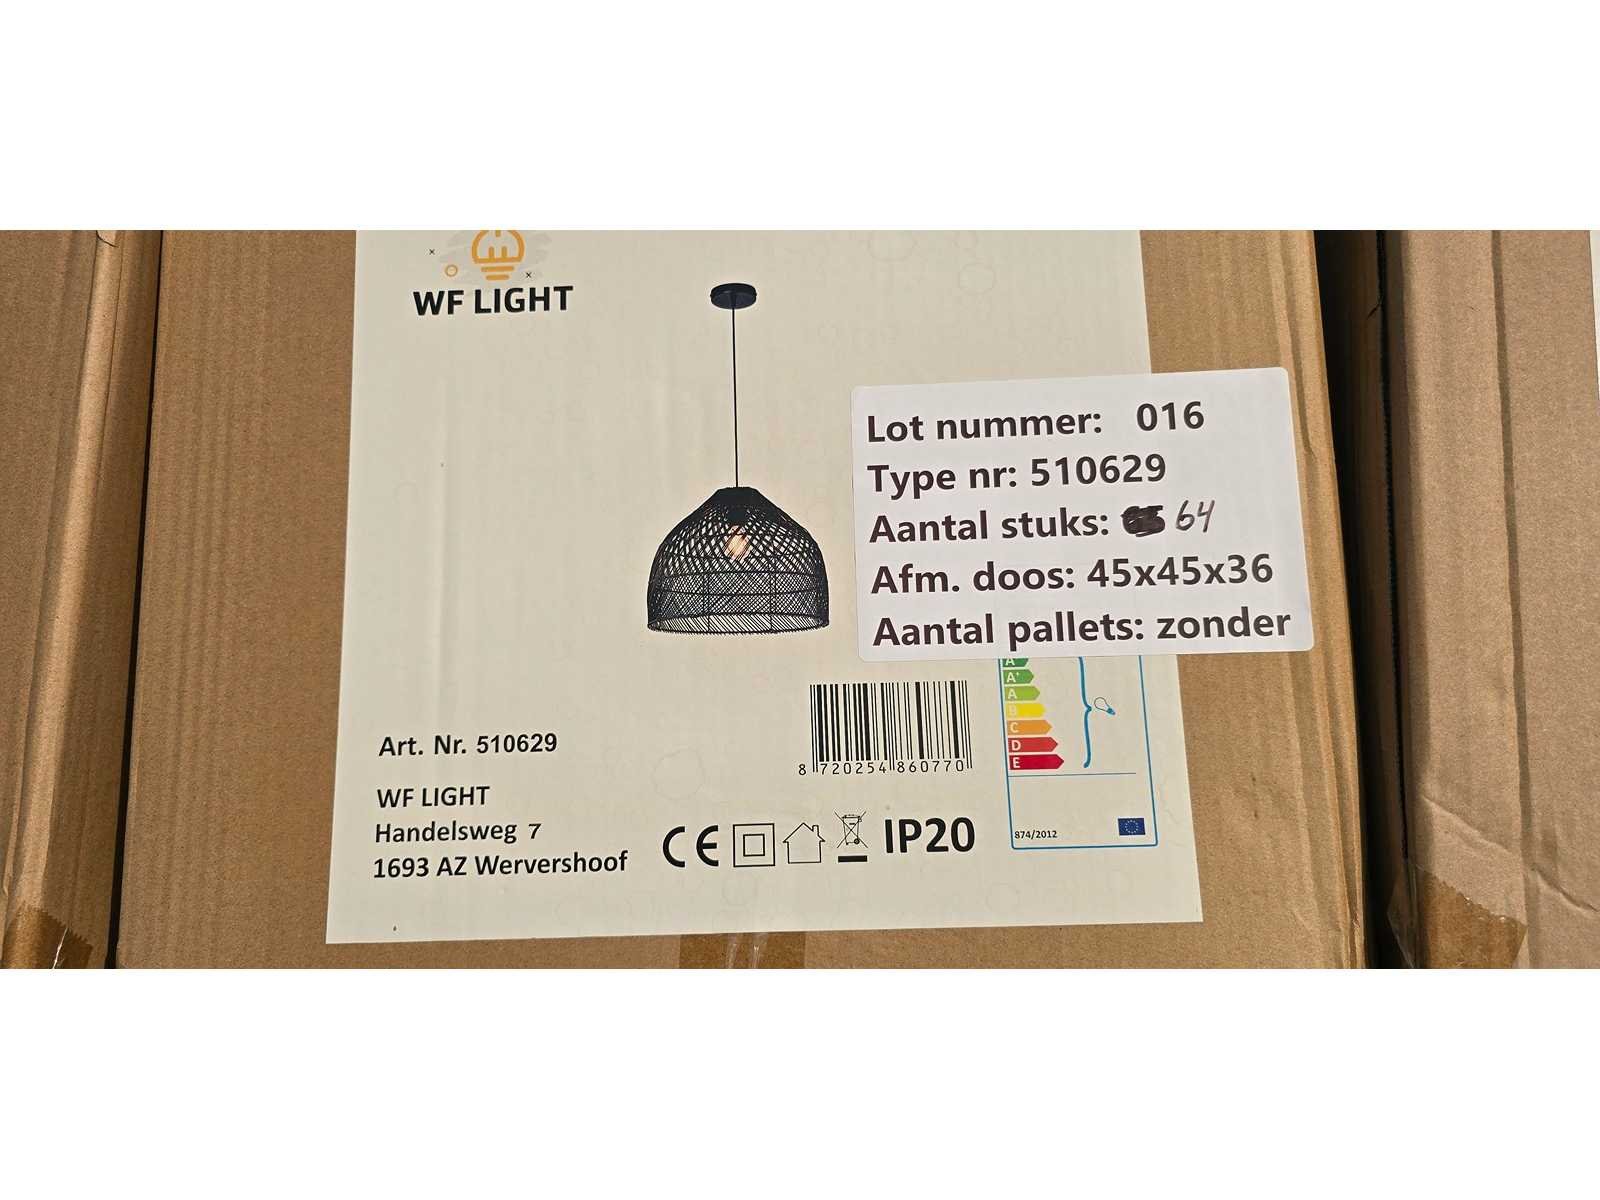 WF LIGHT
Lot nummer: 016
Type nr: 510629
Aantal stuks: 64
Afm. doos: 45x45x36
Aantal pallets: zonder
A
A+
A
B
C
D
E
Art. Nr. 510629
8 720254 860770
WF LIGHT
Handelsweg 7
1693 AZ Wervershoof
CE IP20
874/2012